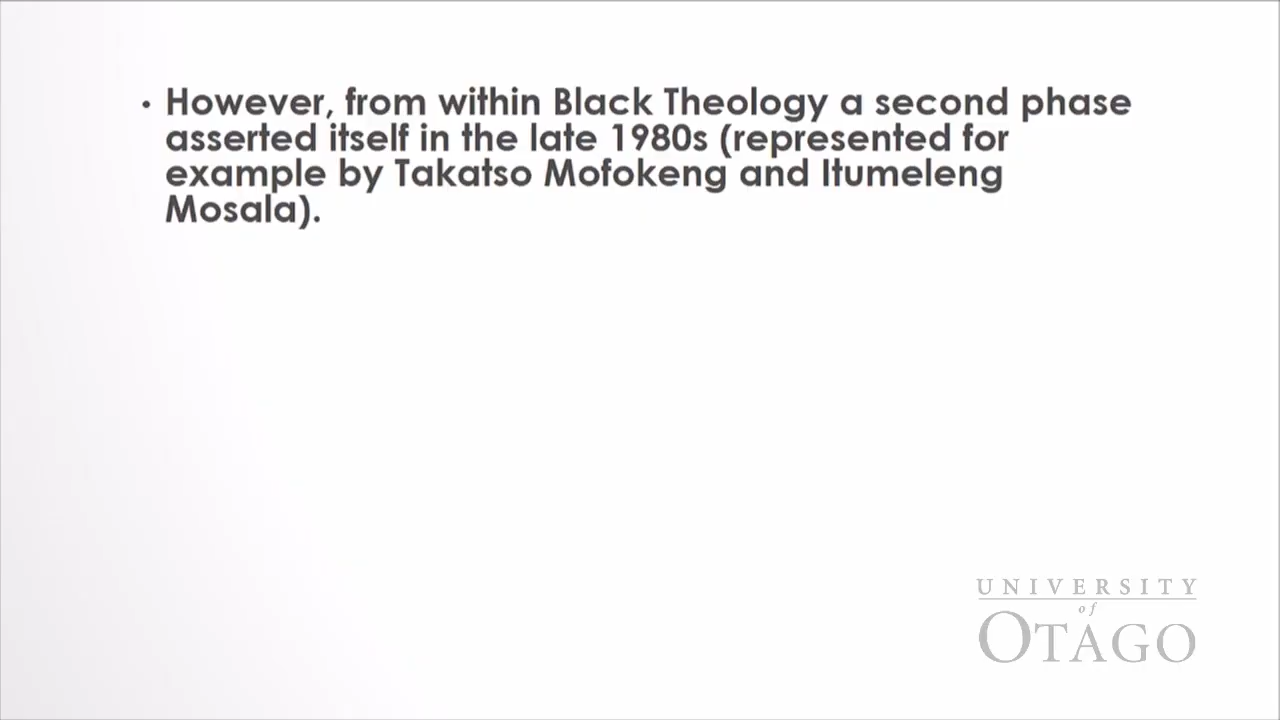 • However, from within Black Theology a second phase
asserted itself in the late 1980s (represented for
example by Takatso Mofokeng and Itumeleng
Mosala).
UNIVERSITY
of
OTAGO